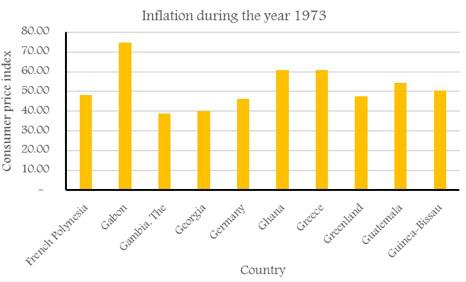 Inflation during the year 1973
Consumer price index
80.00
70.00
60.00
50.00
40.00
30.00
20.00
10.00
-
French Polynesia
Gabon
Gambia, The
Georgia
Germany
Ghana
Greece
Greenland
Guatemala
Guinea-Bissau
Country